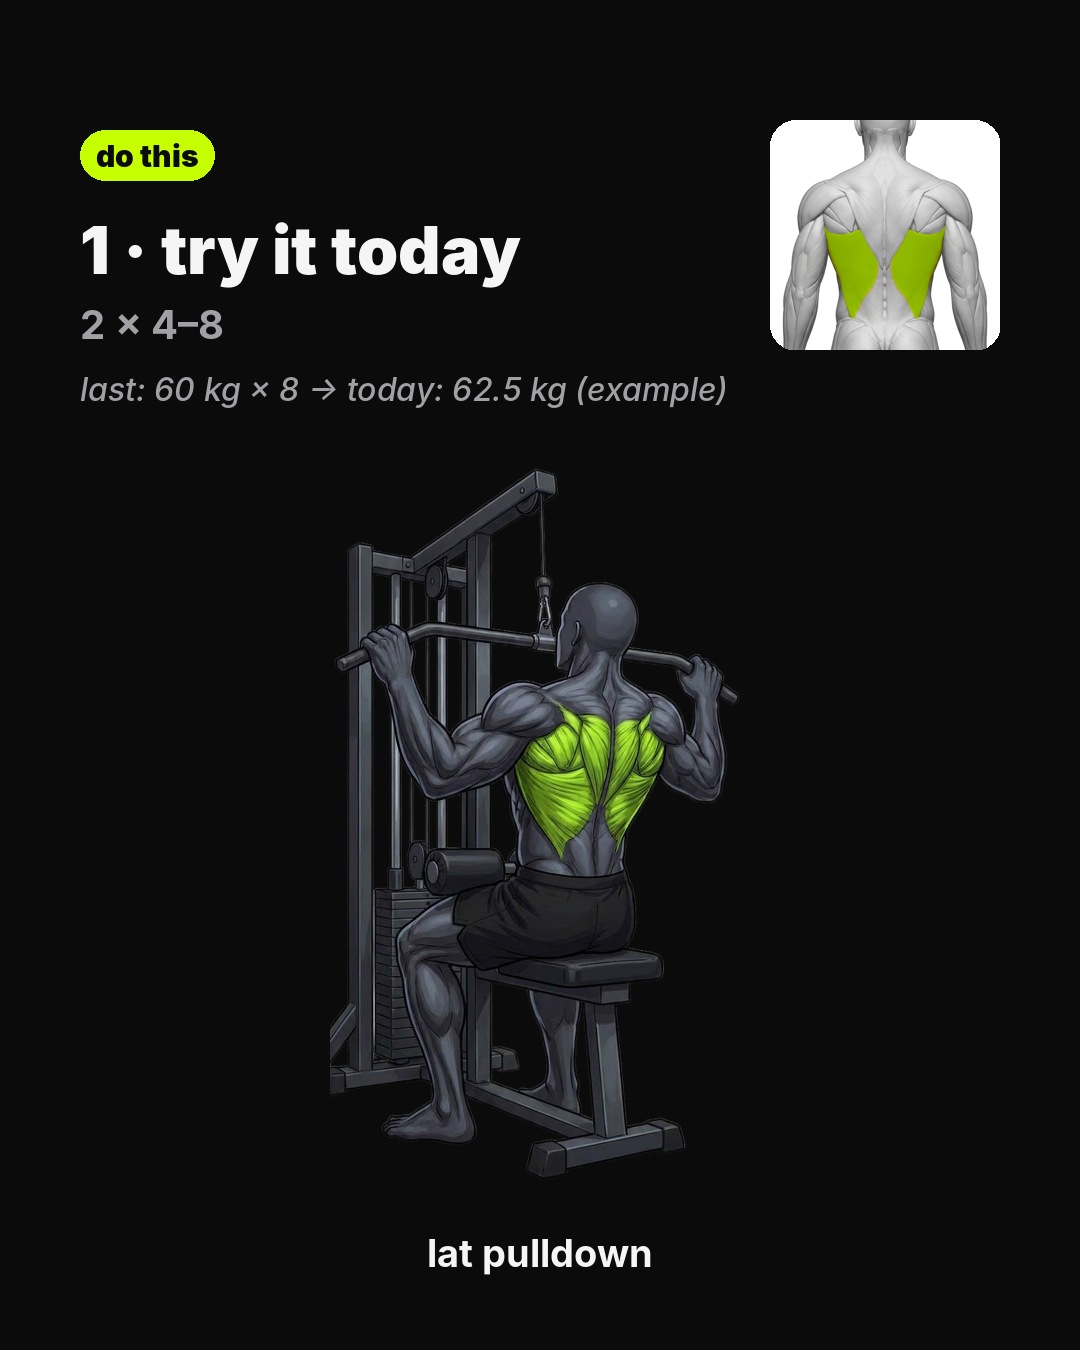 do this
1 · try it today
2 × 4–8
last: 60 kg × 8 → today: 62.5 kg (example)
lat pulldown